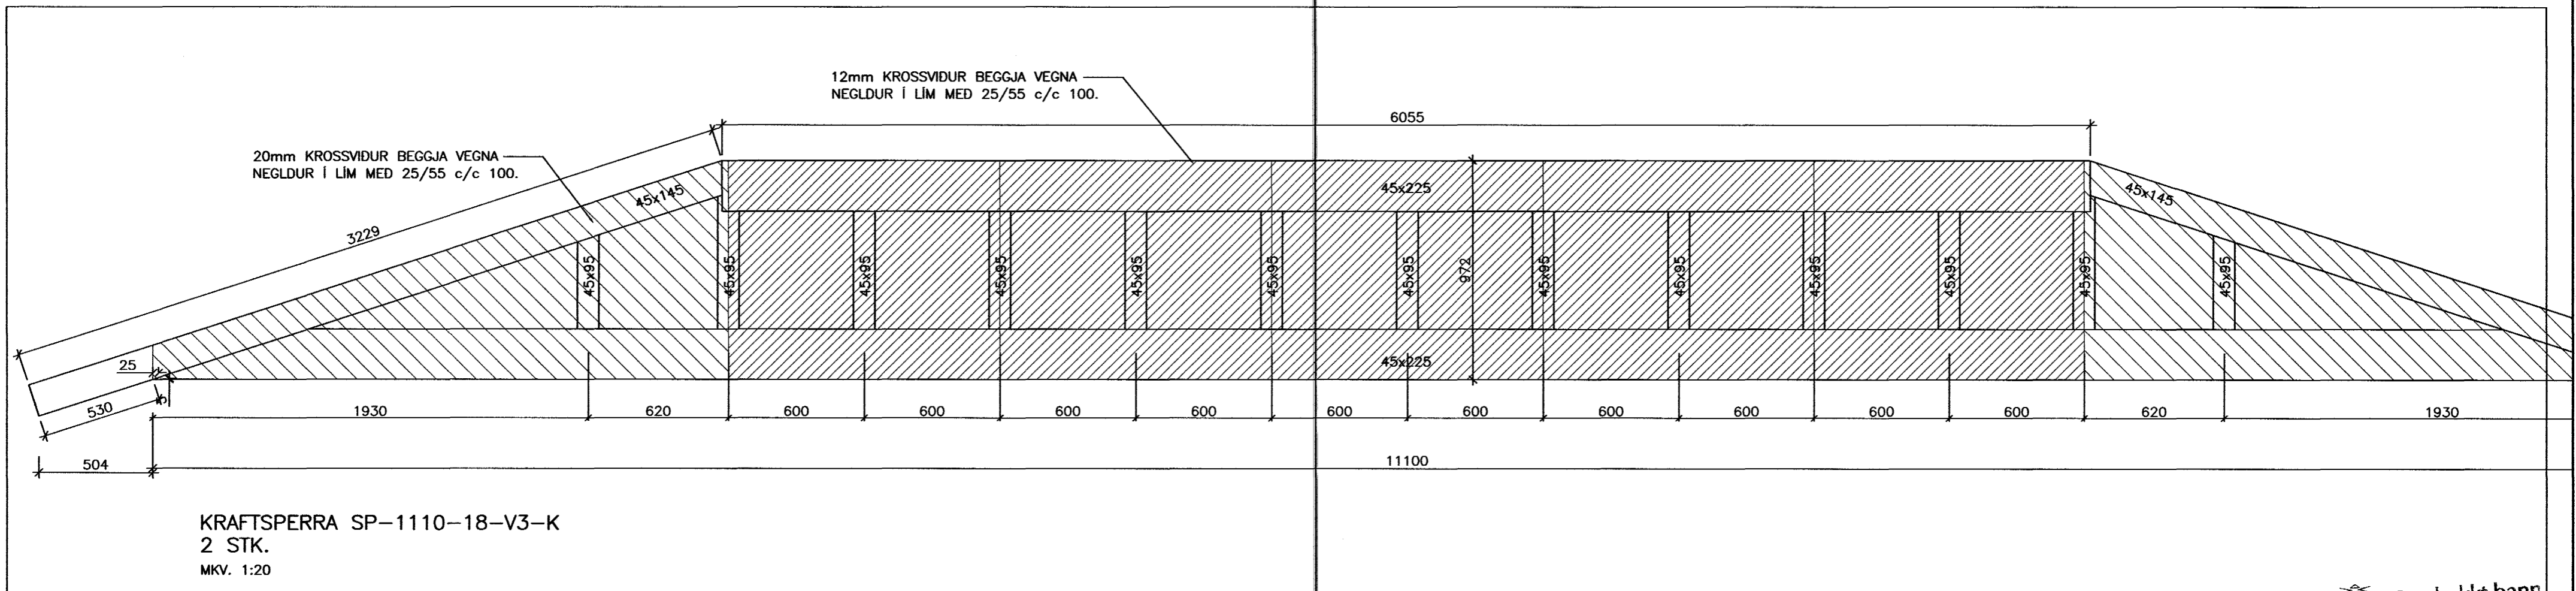 12mm KROSSVIÐUR BEGGJA VEGNA
NEGLDUR Í LÍM MEÐ 25/55 c/c 100.
6055
20mm KROSSVIÐUR BEGGJA VEGNA
NEGLDUR Í LÍM MEÐ 25/55 c/c 100.
45x145
45x225
45x145
3229
45x95
45x95
45x95
45x95
45x95
45x95
45x95
972
45x95
45x95
45x95
45x95
45x95
45x95
25
45x225
530
1930
620
600
600
600
600
600
600
600
600
600
600
620
1930
504
11100
KRAFTSPERRA SP-1110-18-V3-K
2 STK.
MKV. 1:20